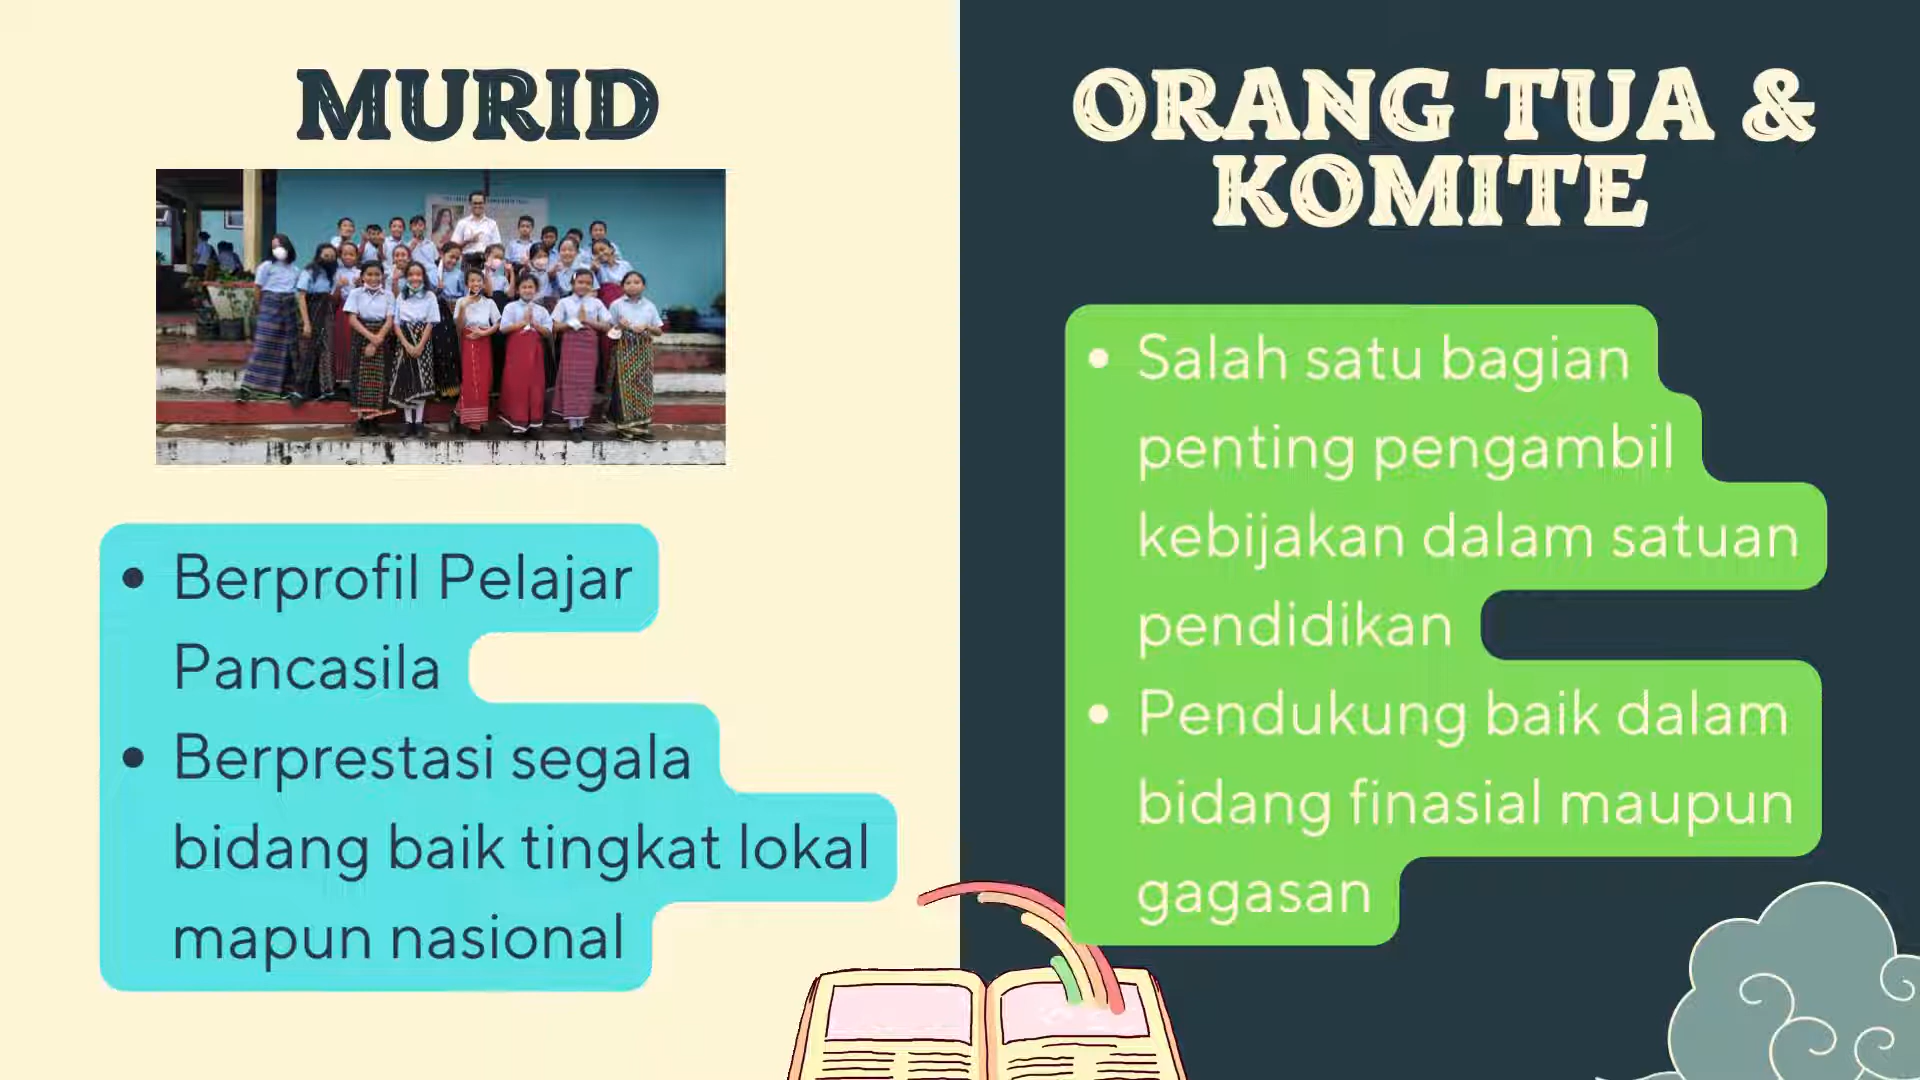 MURID
• Berprofil Pelajar
Pancasila
• Berprestasi segala
bidang baik tingkat lokal
mapun nasional
ORANG TUA &
KOMITE
• Salah satu bagian
penting pengambil
kebijakan dalam satuan
pendidikan
• Pendukung baik dalam
bidang finasial maupun
gagasan